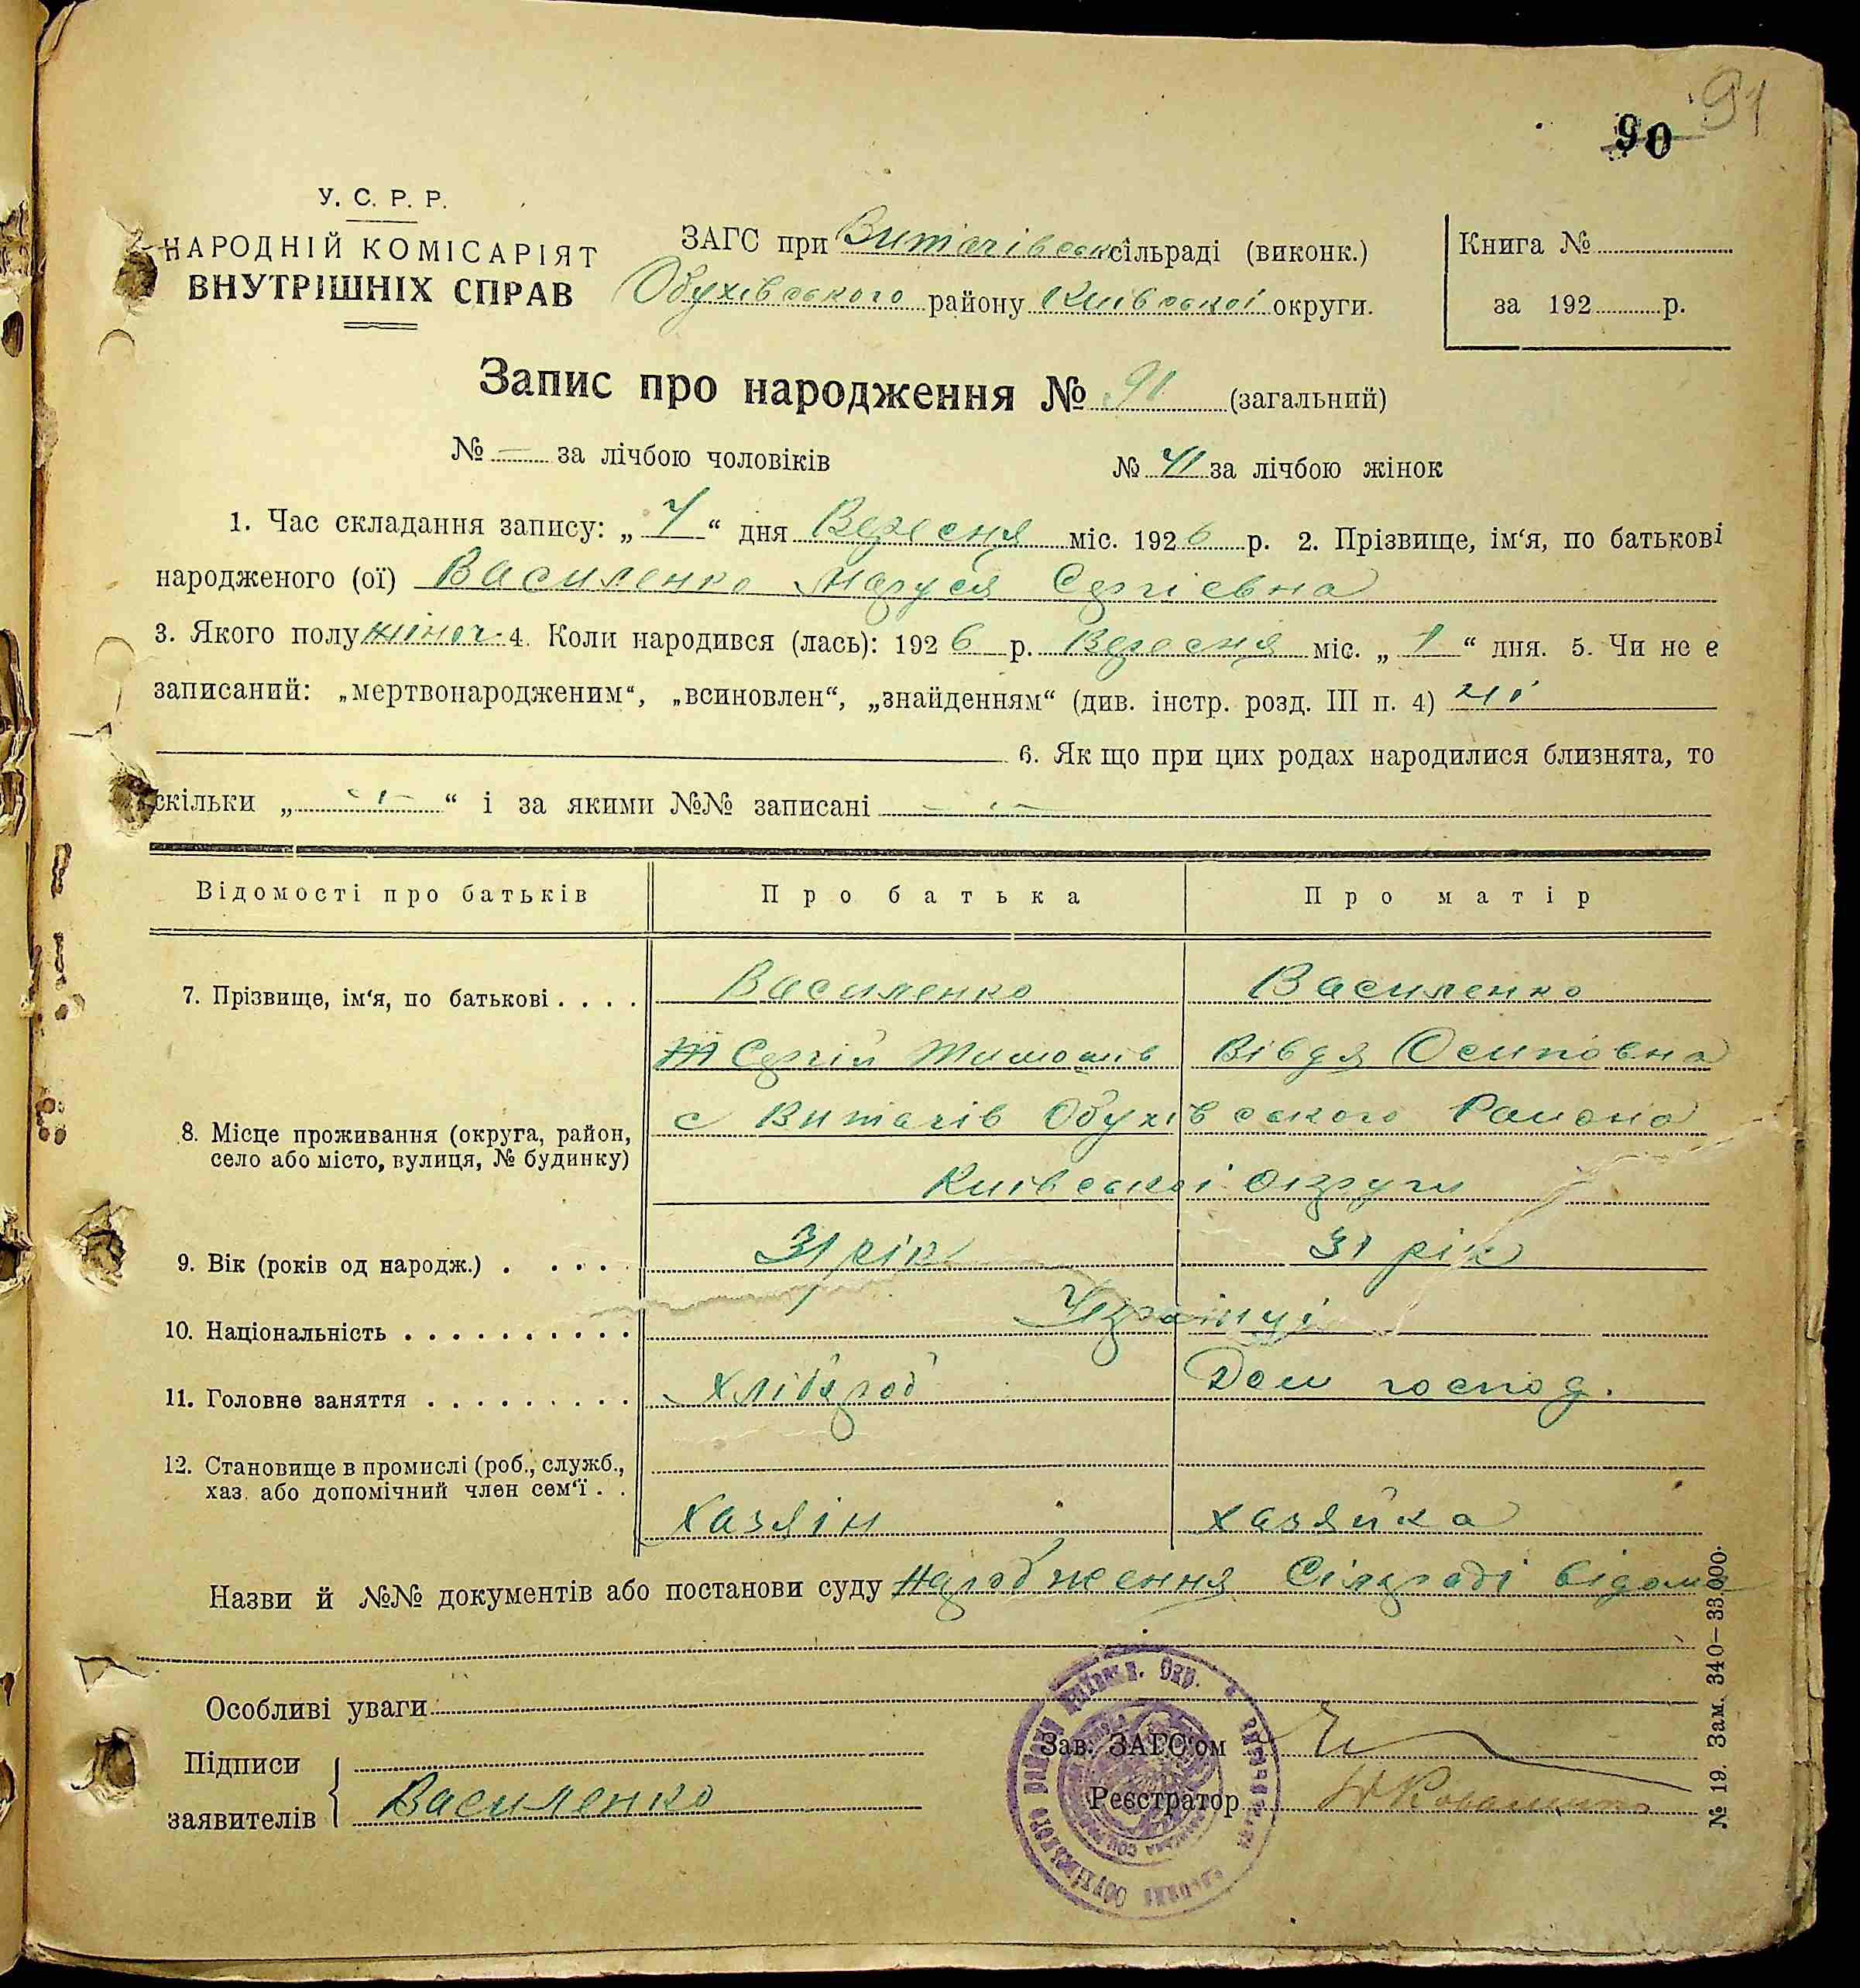 91
90
У. С. Р. Р.
НАРОДНІЙ КОМІСАРІЯТ
ВНУТРІШНІХ СПРАВ
ЗАГС при Витачівськ сільраді (виконк.)
Обухівського району Київської округи.
Книга №
за 192 р.
Запис про народження № 91 (загальний)
№ — за лічбою чоловіків № 41 за лічбою жінок
1. Час складання запису: „ 7 “ дня Вересня міс. 1926 р. 2. Прізвище, ім‘я, по батькові
народженого (ої) Василенко Маруся Сергієвна
3. Якого полу жіноч. 4. Коли народився (лась): 1926 р. Вересня міс. „ 1 “ дня. 5. Чи не є
записаний: „мертвонародженим“, „всиновлен“, „знайденням“ (див. інстр. розд. III п. 4) ні
6. Як що при цих родах народилися близнята, то
скільки „ — “ і за якими №№ записані —
Відомості про батьків Про батька Про матір
7. Прізвище, ім‘я, по батькові . . . . Василенко Василенко
Сергій Тимошів Вівдя Осиповна
8. Місце проживання (округа, район, с Витачів Обухівського Района
село або місто, вулиця, № будинку)
Київської округи
9. Вік (років од народж.) . . . . . 31 рік 31 рік
10. Національність . . . . . . . . . . Українці
11. Головне заняття . . . . . . . . . Хлібороб Дом господ.
12. Становище в промислі (роб., служб.,
хаз. або допомічний член сем‘ї . . Хазяїн хазяйка
Назви й №№ документів або постанови суду Народження Сілраді відомо
Особливі уваги
Підписи
заявителів Василенко
Зав. ЗАГС‘ом
Реєстратор
№ 19. Зам. 340—33.000.